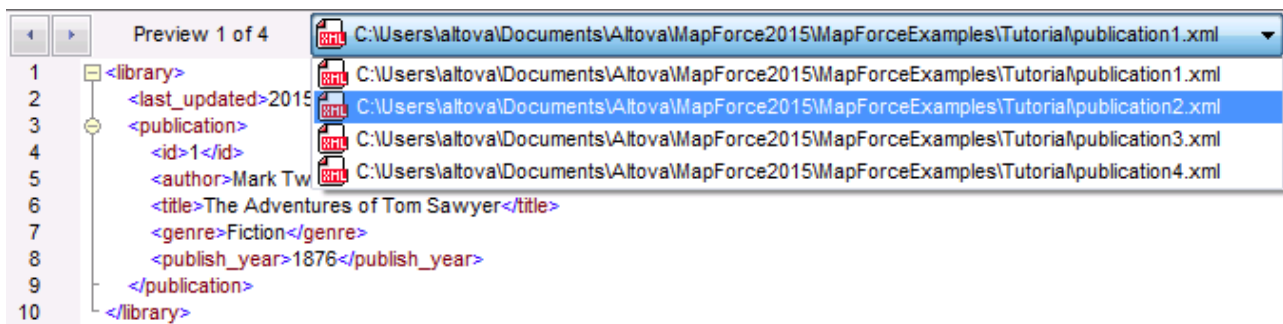 Preview 1 of 4 C:\Users\altova\Documents\Altova\MapForce2015\MapForceExamples\Tutorial\publication1.xml
1 <library> C:\Users\altova\Documents\Altova\MapForce2015\MapForceExamples\Tutorial\publication1.xml
2 <last_updated>2015 C:\Users\altova\Documents\Altova\MapForce2015\MapForceExamples\Tutorial\publication2.xml
3 <publication> C:\Users\altova\Documents\Altova\MapForce2015\MapForceExamples\Tutorial\publication3.xml
4 <id>1</id>
5 <author>Mark Tw C:\Users\altova\Documents\Altova\MapForce2015\MapForceExamples\Tutorial\publication4.xml
6 <title>The Adventures of Tom Sawyer</title>
7 <genre>Fiction</genre>
8 <publish_year>1876</publish_year>
9 </publication>
10 </library>